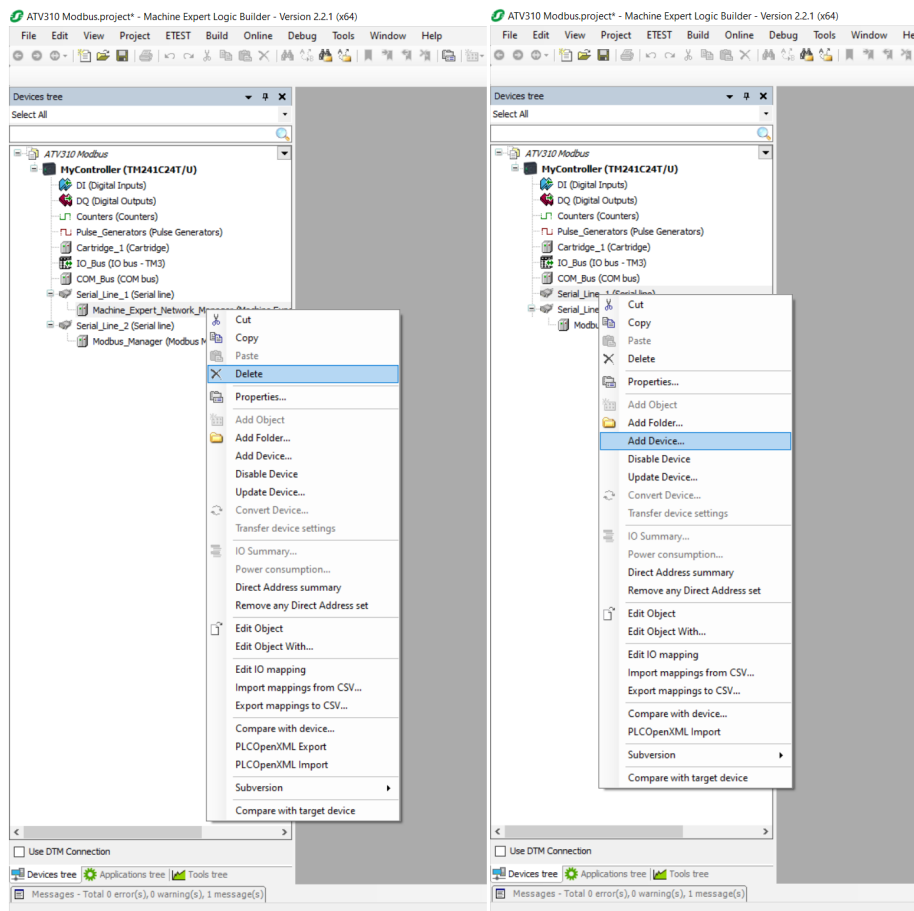 ATV310 Modbus.project* - Machine Expert Logic Builder - Version 2.2.1 (x64)
File Edit View Project ETEST Build Online Debug Tools Window Help
Devices tree
Select All
ATV310 Modbus
MyController (TM241C24T/U)
DI (Digital Inputs)
DQ (Digital Outputs)
Counters (Counters)
Pulse_Generators (Pulse Generators)
Cartridge_1 (Cartridge)
IO_Bus (IO bus - TM3)
COM_Bus (COM bus)
Serial_Line_1 (Serial line)
Machine_Expert_Network_Manager
Serial_Line_2 (Serial line)
Modbus_Manager (Modbus M
Cut
Copy
Paste
Delete
Properties...
Add Object
Add Folder...
Add Device...
Disable Device
Update Device...
Convert Device...
Transfer device settings
IO Summary...
Power consumption...
Direct Address summary
Remove any Direct Address set
Edit Object
Edit Object With...
Edit IO mapping
Import mappings from CSV...
Export mappings to CSV...
Compare with device...
PLCOpenXML Export
PLCOpenXML Import
Subversion
Compare with target device
Use DTM Connection
Devices tree Applications tree Tools tree
Messages - Total 0 error(s), 0 warning(s), 1 message(s)
ATV310 Modbus.project* - Machine Expert Logic Builder - Version 2.2.1 (x64)
File Edit View Project ETEST Build Online Debug Tools Window
Devices tree
Select All
ATV310 Modbus
MyController (TM241C24T/U)
DI (Digital Inputs)
DQ (Digital Outputs)
Counters (Counters)
Pulse_Generators (Pulse Generators)
Cartridge_1 (Cartridge)
IO_Bus (IO bus - TM3)
COM_Bus (COM bus)
Serial_Line_1 (Serial line)
Serial_Line
Modbu
Cut
Copy
Paste
Delete
Properties...
Add Object
Add Folder...
Add Device...
Disable Device
Update Device...
Convert Device...
Transfer device settings
IO Summary...
Power consumption...
Direct Address summary
Remove any Direct Address set
Edit Object
Edit Object With...
Edit IO mapping
Import mappings from CSV...
Export mappings to CSV...
Compare with device...
PLCOpenXML Import
Subversion
Compare with target device
Use DTM Connection
Devices tree Applications tree Tools tree
Messages - Total 0 error(s), 0 warning(s), 1 message(s)